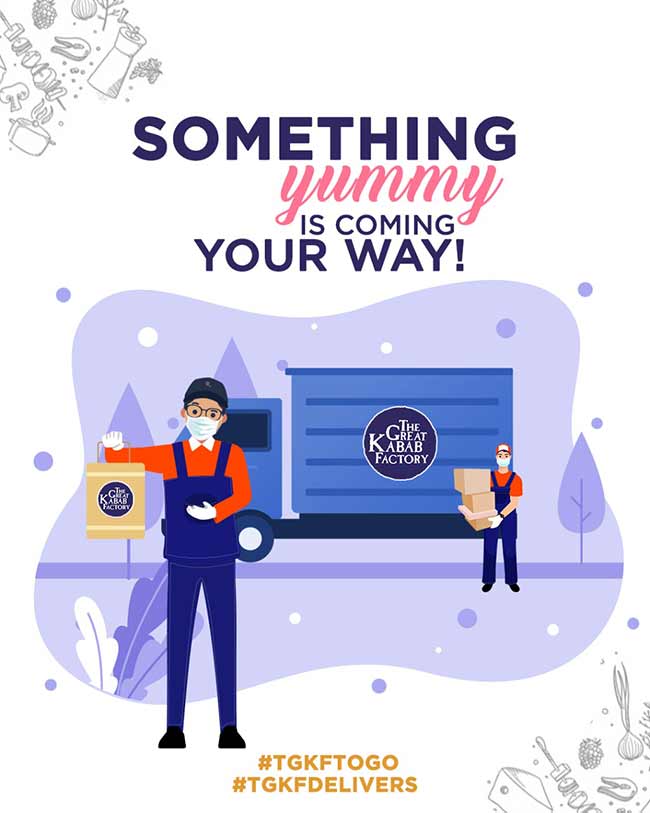 SOMETHING
yummy
IS COMING
YOUR WAY!
THE
GREAT
KABAB
FACTORY
THE
GREAT
KABAB
FACTORY
#TGKFTOGO
#TGKFDELIVERS